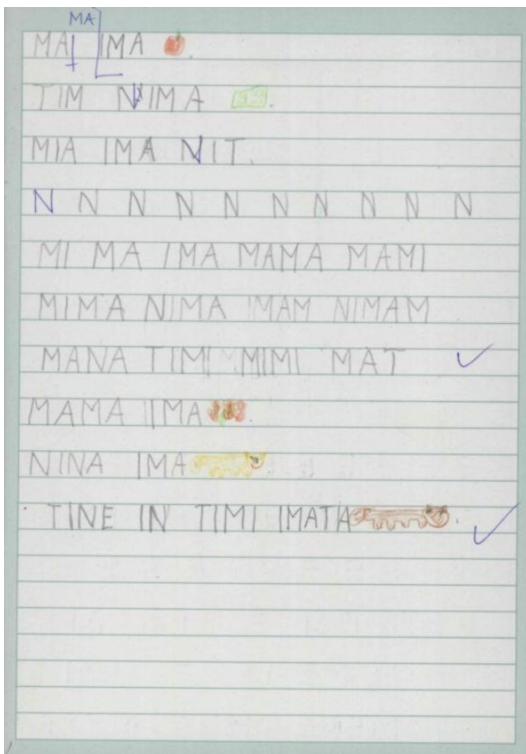 MA
MA IMA .
TIM NIMA .
MIA IMA NIT.
N N N N N N N N N N
MI MA IMA MAMA MAMI
MIMA NIMA IMAM NIMAM
MANA TIMI MIMI MAT
MAMA IMA .
NINA IMA .
TINE IN TIMI IMATA .